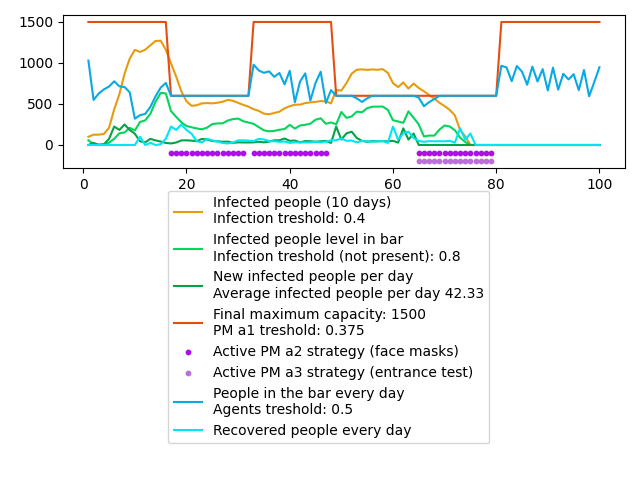 1500
1000
500
0
0 20 40 60 80 100
Infected people (10 days)
Infection treshold: 0.4
Infected people level in bar
Infection treshold (not present): 0.8
New infected people per day
Average infected people per day 42.33
Final maximum capacity: 1500
PM a1 treshold: 0.375
Active PM a2 strategy (face masks)
Active PM a3 strategy (entrance test)
People in the bar every day
Agents treshold: 0.5
Recovered people every day